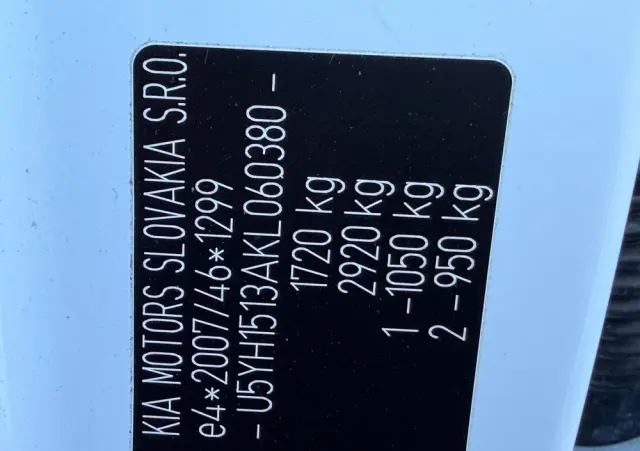 KIA MOTORS SLOVAKIA S.R.O.
e4*2007/46*1299
- U5YH1513AKL060380 -
1720 kg
2920 kg
1 - 1050 kg
2 - 950 kg